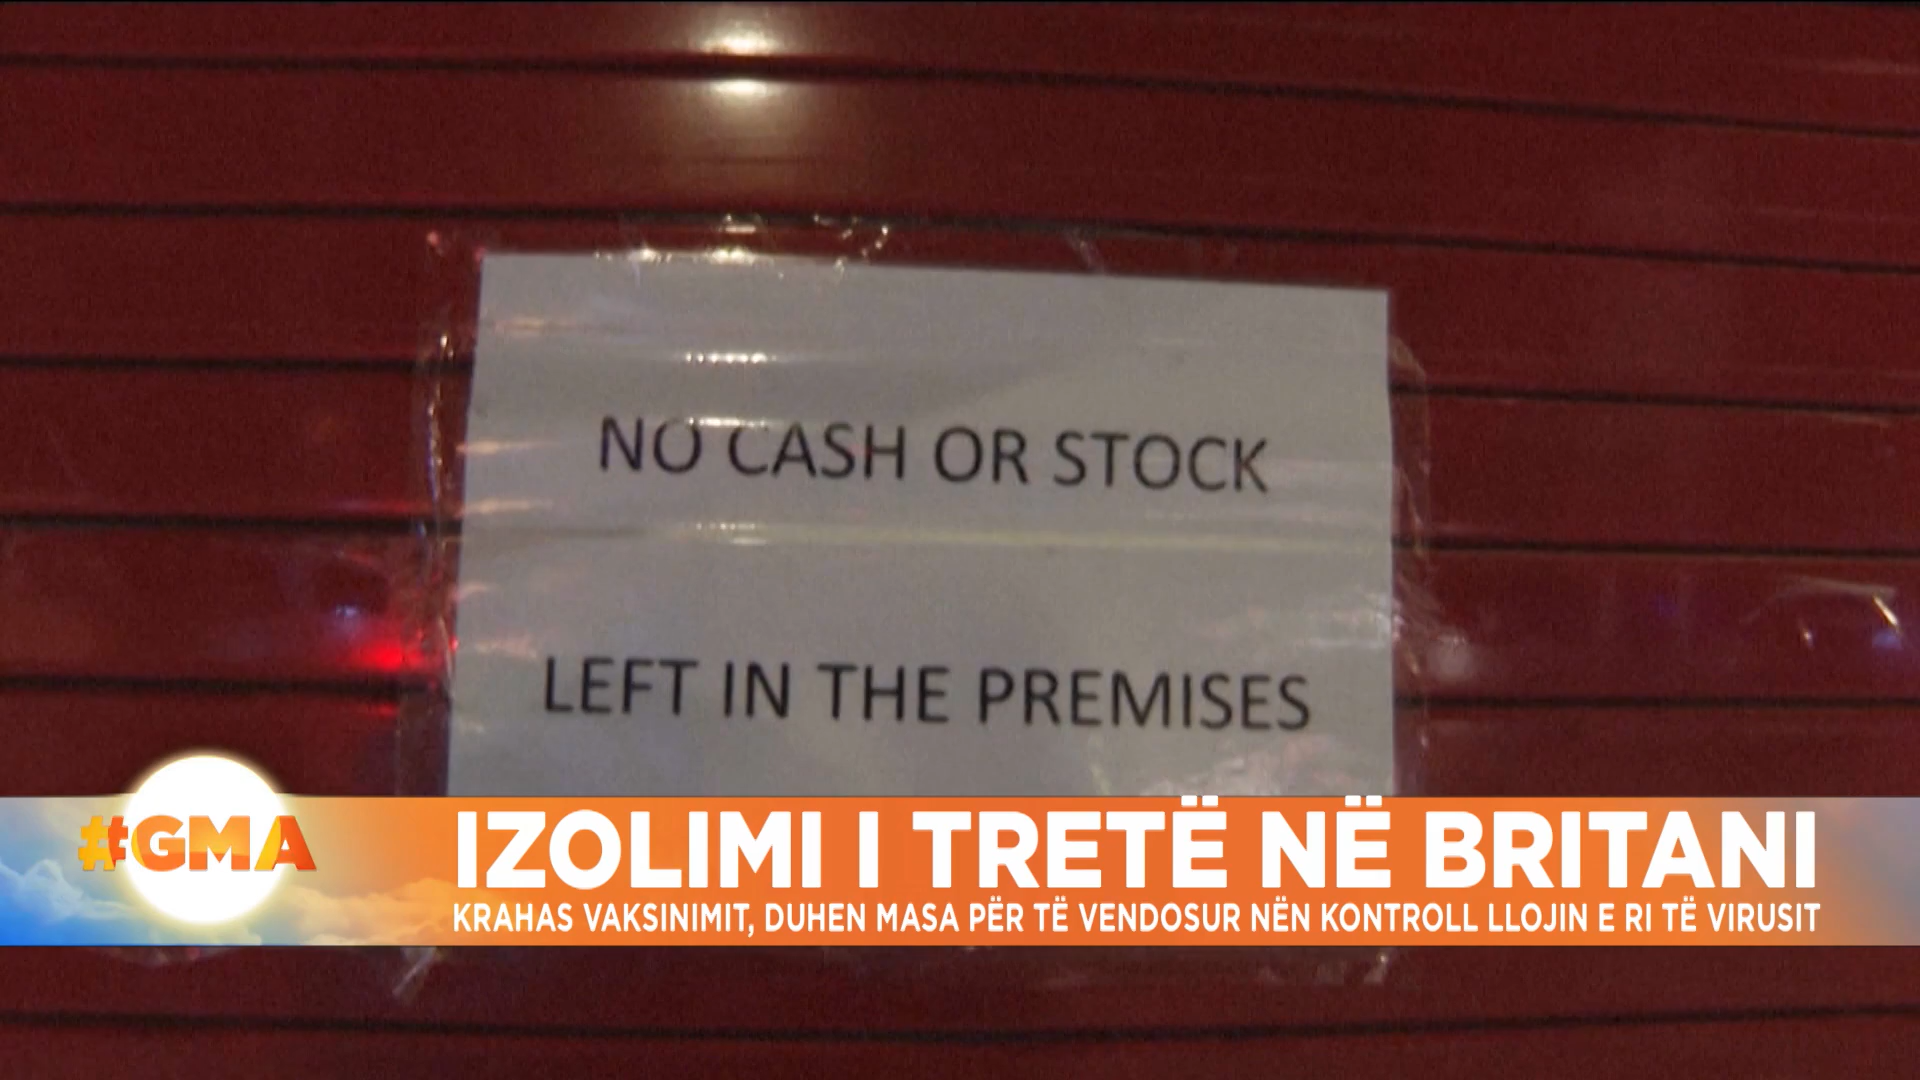 NO CASH OR STOCK
LEFT IN THE PREMISES
#GMA
IZOLIMI I TRETË NË BRITANI
KRAHAS VAKSINIMIT, DUHEN MASA PËR TË VENDOSUR NËN KONTROLL LLOJIN E RI TË VIRUSIT